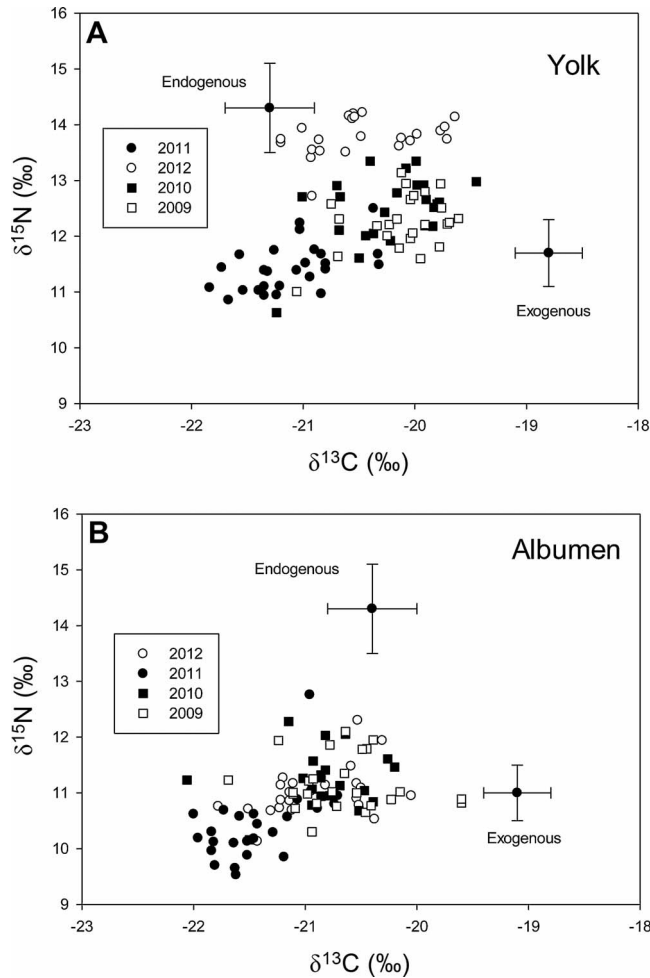 A
Yolk
Endogenous
2011
2012
2010
2009
Exogenous
16
15
14
13
12
11
10
9
δ15N (‰)
-23 -22 -21 -20 -19 -18
δ13C (‰)
B
Albumen
Endogenous
2012
2011
2010
2009
Exogenous
16
15
14
13
12
11
10
9
δ15N (‰)
-23 -22 -21 -20 -19 -18
δ13C (‰)